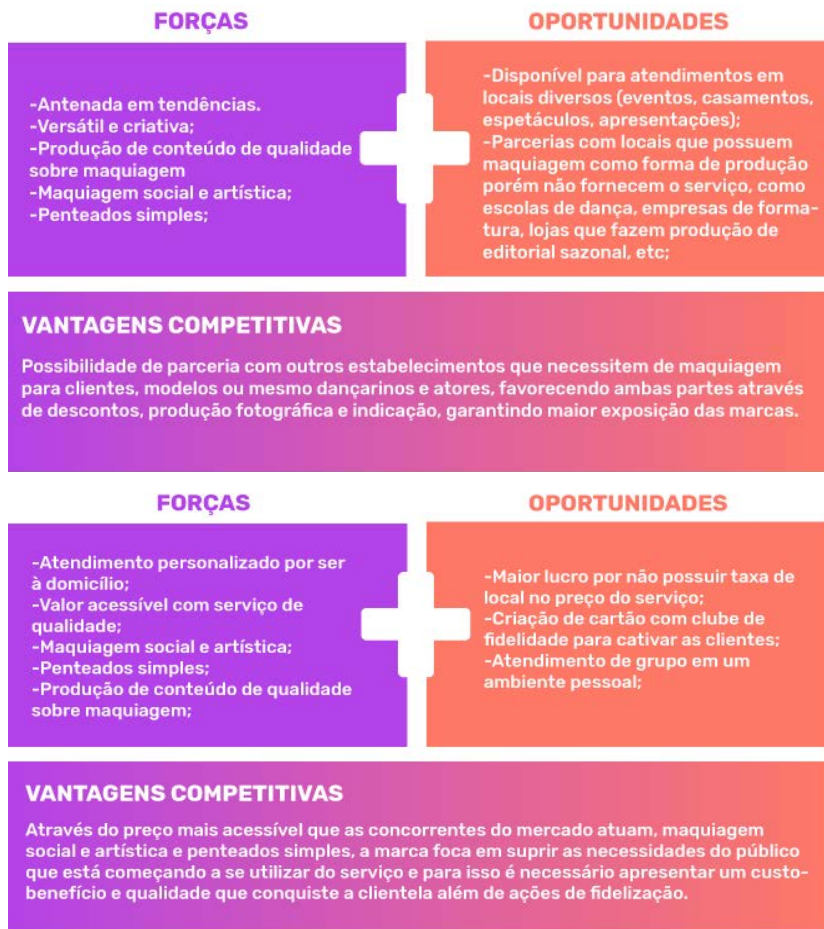 FORÇAS
-Antenada em tendências.
-Versátil e criativa;
-Produção de conteúdo de qualidade
sobre maquiagem
-Maquiagem social e artística;
-Penteados simples;
OPORTUNIDADES
-Disponível para atendimentos em
locais diversos (eventos, casamentos,
espetáculos, apresentações);
-Parcerias com locais que possuem
maquiagem como forma de produção
porém não fornecem o serviço, como
escolas de dança, empresas de forma-
tura, lojas que fazem produção de
editorial sazonal, etc;
VANTAGENS COMPETITIVAS
Possibilidade de parceria com outros estabelecimentos que necessitem de maquiagem
para clientes, modelos ou mesmo dançarinos e atores, favorecendo ambas partes através
de descontos, produção fotográfica e indicação, garantindo maior exposição das marcas.
FORÇAS
-Atendimento personalizado por ser
à domicílio;
-Valor acessível com serviço de
qualidade;
-Maquiagem social e artística;
-Penteados simples;
-Produção de conteúdo de qualidade
sobre maquiagem;
OPORTUNIDADES
-Maior lucro por não possuir taxa de
local no preço do serviço;
-Criação de cartão com clube de
fidelidade para cativar as clientes;
-Atendimento de grupo em um
ambiente pessoal;
VANTAGENS COMPETITIVAS
Através do preço mais acessível que as concorrentes do mercado atuam, maquiagem
social e artística e penteados simples, a marca foca em suprir as necessidades do público
que está começando a se utilizar do serviço e para isso é necessário apresentar um custo-
benefício e qualidade que conquiste a clientela além de ações de fidelização.